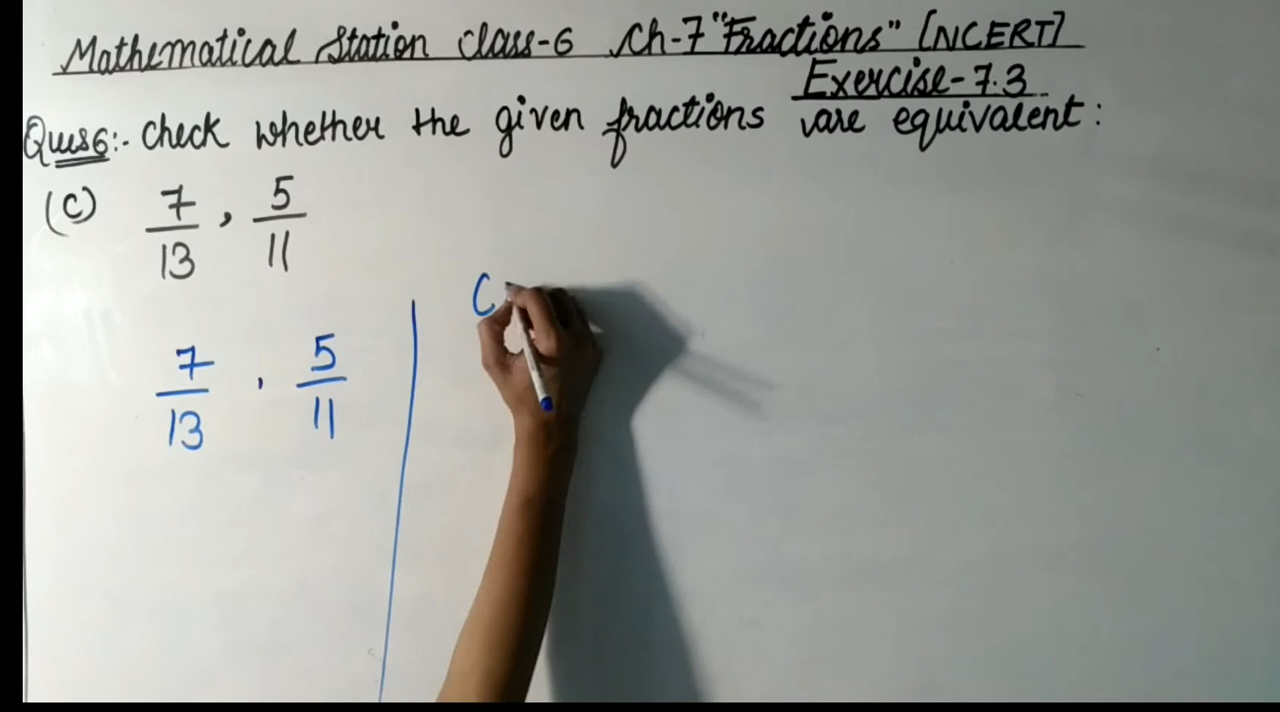 Mathematical Station Class-6 Ch-7 "Fractions" [NCERT]
Exercise-7.3
Ques6:- Check whether the given fractions are equivalent:
(C) 7/13 , 5/11
7/13 , 5/11
C